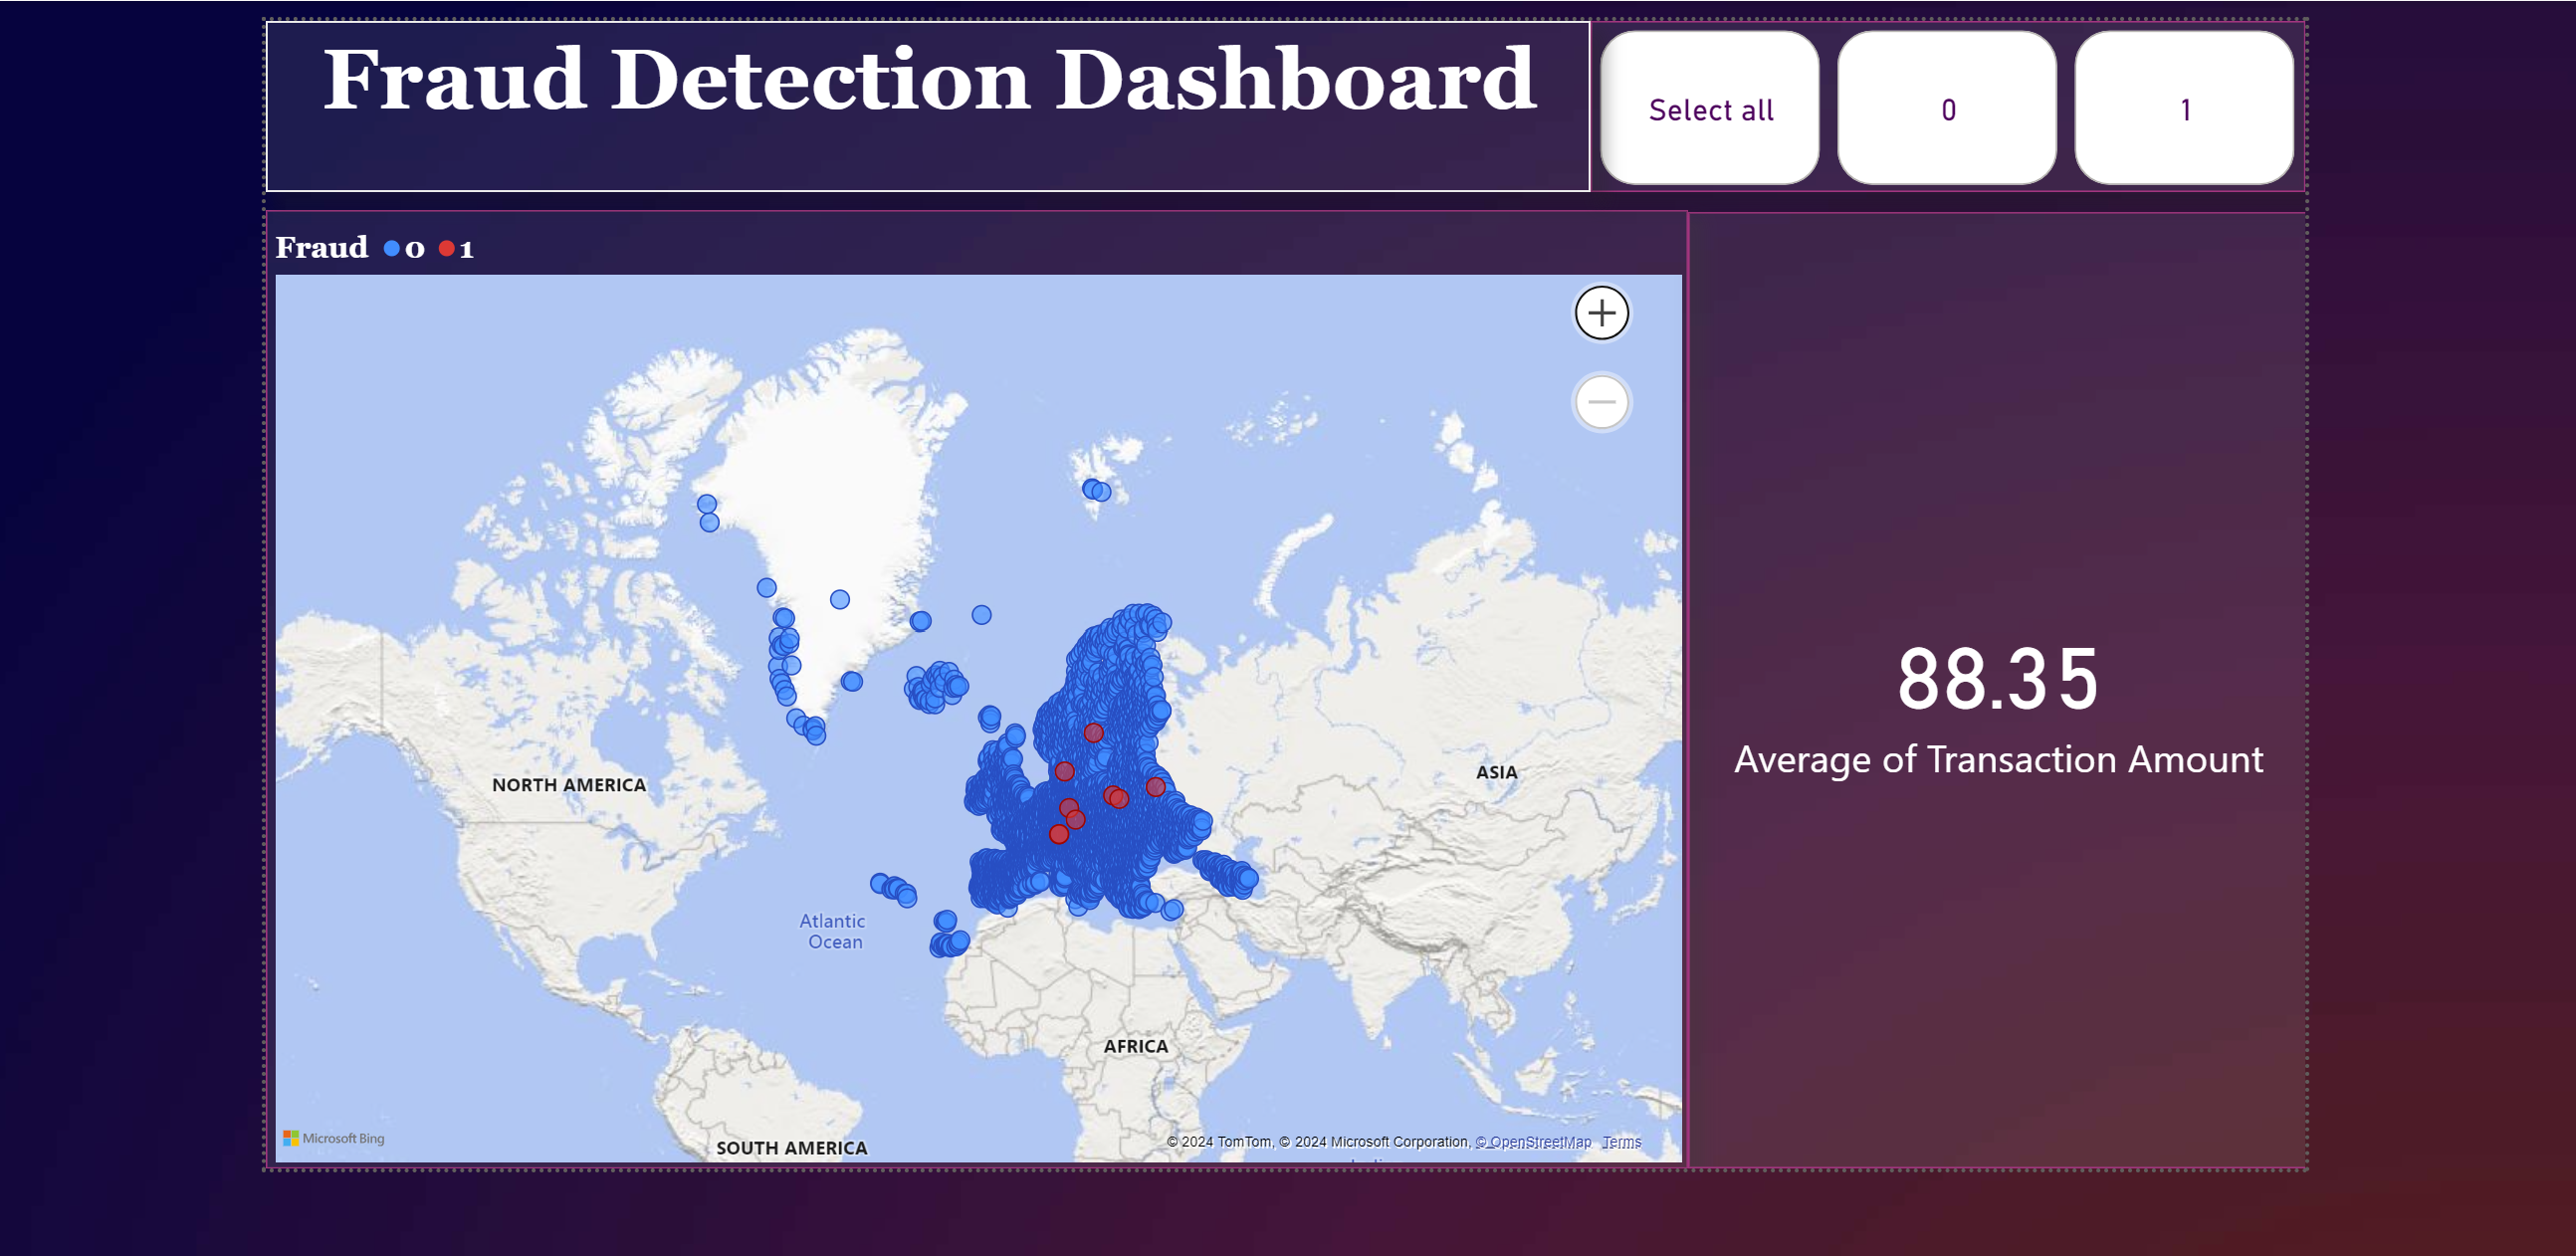 Fraud Detection Dashboard
Select all
0
1
Fraud 0 1
NORTH AMERICA
ASIA
Atlantic
Ocean
AFRICA
SOUTH AMERICA
Microsoft Bing
© 2024 TomTom, © 2024 Microsoft Corporation, © OpenStreetMap Terms
88.35
Average of Transaction Amount